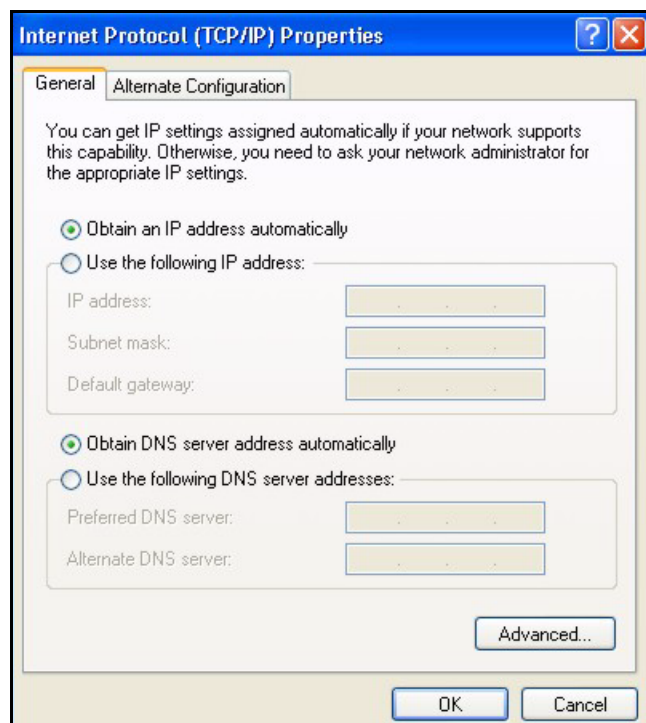 Internet Protocol (TCP/IP) Properties
General
Alternate Configuration
You can get IP settings assigned automatically if your network supports
this capability. Otherwise, you need to ask your network administrator for
the appropriate IP settings.
Obtain an IP address automatically
Use the following IP address:
IP address:
Subnet mask:
Default gateway:
Obtain DNS server address automatically
Use the following DNS server addresses:
Preferred DNS server:
Alternate DNS server:
Advanced...
OK
Cancel